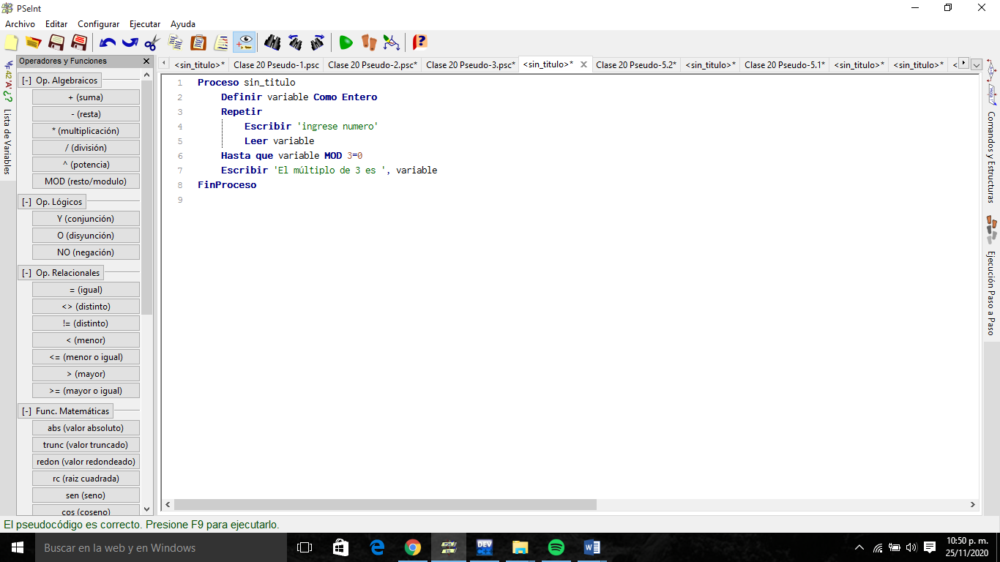 PSeInt
Archivo Editar Configurar Ejecutar Ayuda
Operadores y Funciones
<sin_titulo>* Clase 20 Pseudo-1.psc Clase 20 Pseudo-2.psc* Clase 20 Pseudo-3.psc* <sin_titulo>* Clase 20 Pseudo-5.2* <sin_titulo>* Clase 20 Pseudo-5.1* <sin_titulo>* <sin_titulo>* <
Lista de Variables
[-] Op. Algebraicos
+ (suma)
- (resta)
* (multiplicación)
/ (división)
^ (potencia)
MOD (resto/modulo)
[-] Op. Lógicos
Y (conjunción)
O (disyunción)
NO (negación)
[-] Op. Relacionales
= (igual)
<> (distinto)
!= (distinto)
< (menor)
<= (menor o igual)
> (mayor)
>= (mayor o igual)
[-] Func. Matemáticas
abs (valor absoluto)
trunc (valor truncado)
redon (valor redondeado)
rc (raiz cuadrada)
sen (seno)
cos (coseno)
1 Proceso sin_titulo
2 Definir variable Como Entero
3 Repetir
4 Escribir 'ingrese numero'
5 Leer variable
6 Hasta que variable MOD 3=0
7 Escribir 'El múltiplo de 3 es ', variable
8 FinProceso
9
Comandos y Estructuras
Ejecución Paso a Paso
El pseudocódigo es correcto. Presione F9 para ejecutarlo.
Buscar en la web y en Windows
DEV
10:50 p. m.
25/11/2020